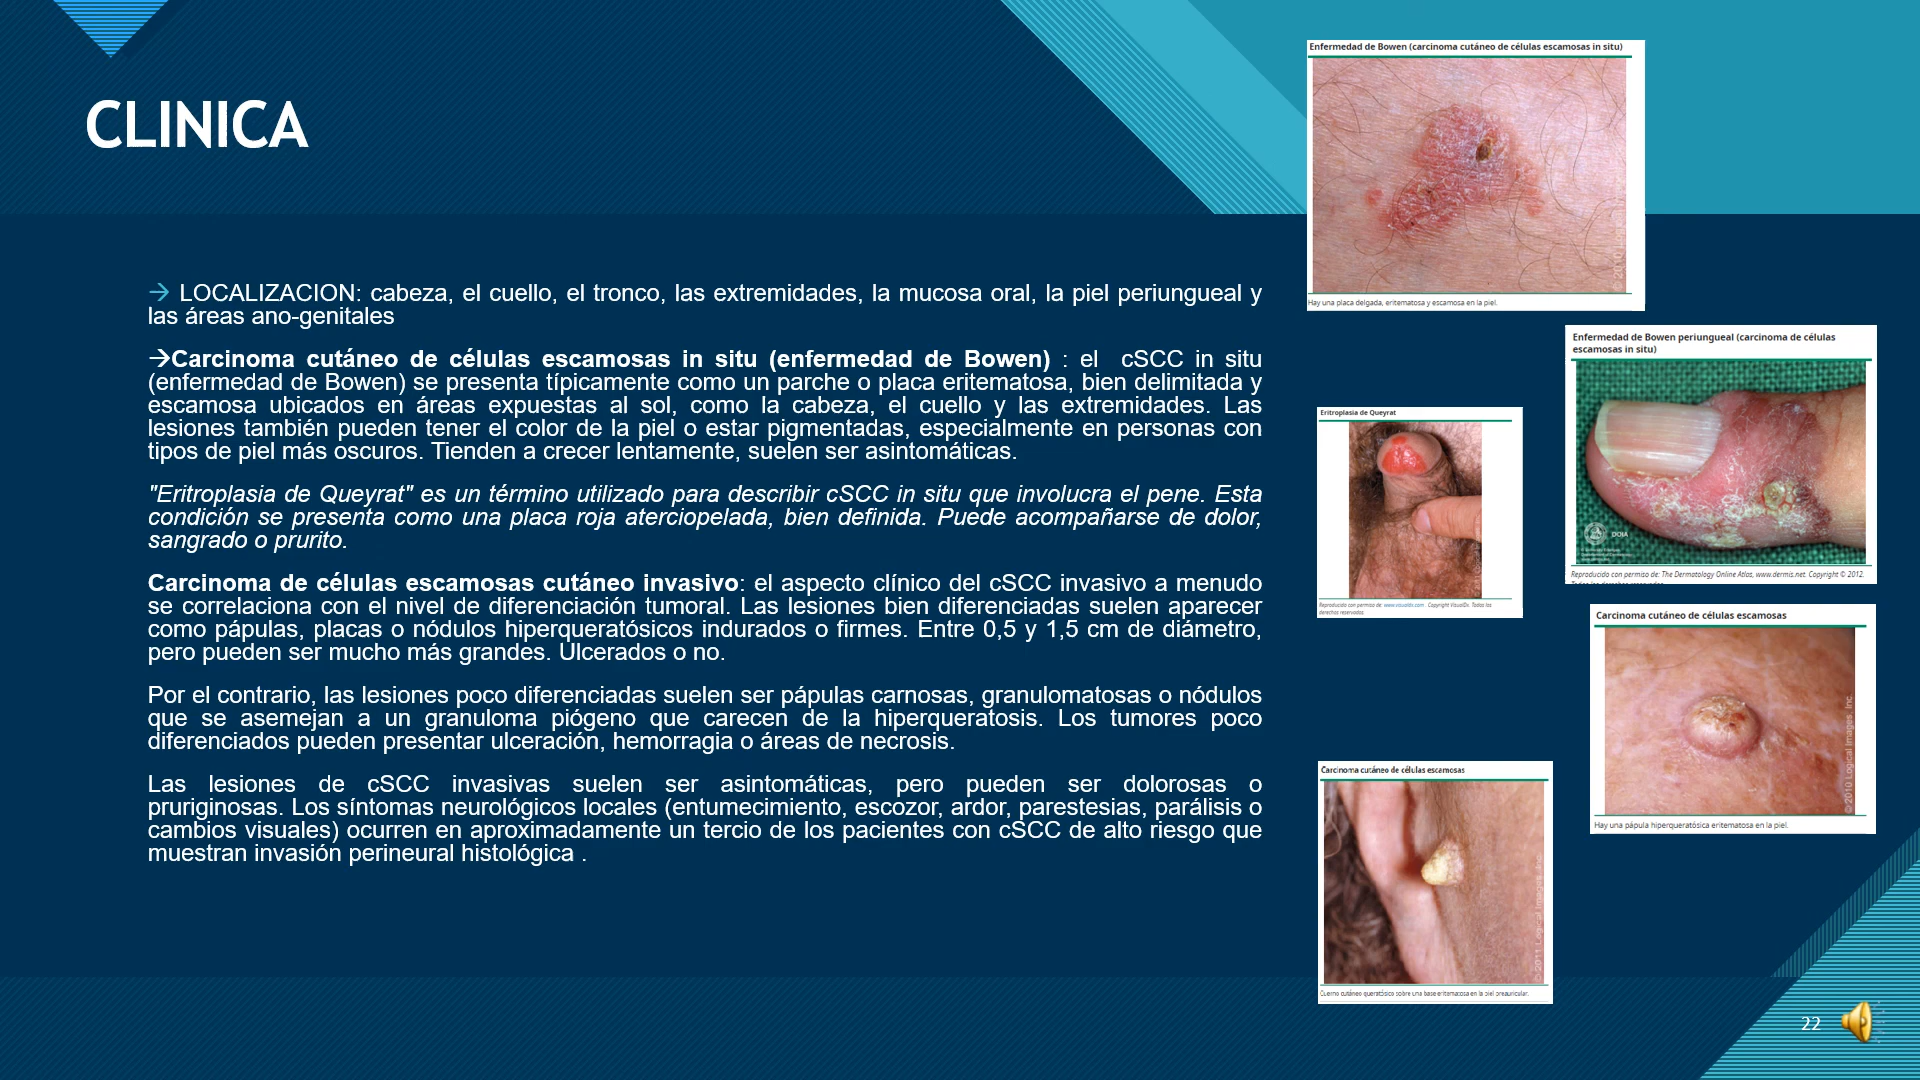 CLINICA
→ LOCALIZACION: cabeza, el cuello, el tronco, las extremidades, la mucosa oral, la piel periungueal y
las áreas ano-genitales
→Carcinoma cutáneo de células escamosas in situ (enfermedad de Bowen) : el cSCC in situ
(enfermedad de Bowen) se presenta típicamente como un parche o placa eritematosa, bien delimitada y
escamosa ubicados en áreas expuestas al sol, como la cabeza, el cuello y las extremidades. Las
lesiones también pueden tener el color de la piel o estar pigmentadas, especialmente en personas con
tipos de piel más oscuros. Tienden a crecer lentamente, suelen ser asintomáticas.
"Eritroplasia de Queyrat" es un término utilizado para describir cSCC in situ que involucra el pene. Esta
condición se presenta como una placa roja aterciopelada, bien definida. Puede acompañarse de dolor,
sangrado o prurito.
Carcinoma de células escamosas cutáneo invasivo: el aspecto clínico del cSCC invasivo a menudo
se correlaciona con el nivel de diferenciación tumoral. Las lesiones bien diferenciadas suelen aparecer
como pápulas, placas o nódulos hiperqueratósicos indurados o firmes. Entre 0,5 y 1,5 cm de diámetro,
pero pueden ser mucho más grandes. Ulcerados o no.
Por el contrario, las lesiones poco diferenciadas suelen ser pápulas carnosas, granulomatosas o nódulos
que se asemejan a un granuloma piógeno que carecen de la hiperqueratosis. Los tumores poco
diferenciados pueden presentar ulceración, hemorragia o áreas de necrosis.
Las lesiones de cSCC invasivas suelen ser asintomáticas, pero pueden ser dolorosas o
pruriginosas. Los síntomas neurológicos locales (entumecimiento, escozor, ardor, parestesias, parálisis o
cambios visuales) ocurren en aproximadamente un tercio de los pacientes con cSCC de alto riesgo que
muestran invasión perineural histológica .
Enfermedad de Bowen (carcinoma cutáneo de células escamosas in situ)
Hay una placa delgada, eritematosa y escamosa en la piel.
Enfermedad de Bowen periungueal (carcinoma de células
escamosas in situ)
DOIA
Reproducido con permiso de: The Dermatology Online Atlas, www.dermis.net. Copyright © 2012.
Eritroplasia de Queyrat
Reproducido con permiso de: www.visualdx.com . Copyright VisualDx. Todos los
derechos reservados.
Carcinoma cutáneo de células escamosas
© 2010 Logical Images, Inc.
Hay una pápula hiperqueratósica eritematosa en la piel.
Carcinoma cutáneo de células escamosas
© 2011 Logical Images
Cuerno cutáneo queratósico sobre una base eritematosa en la piel preauricular.
22